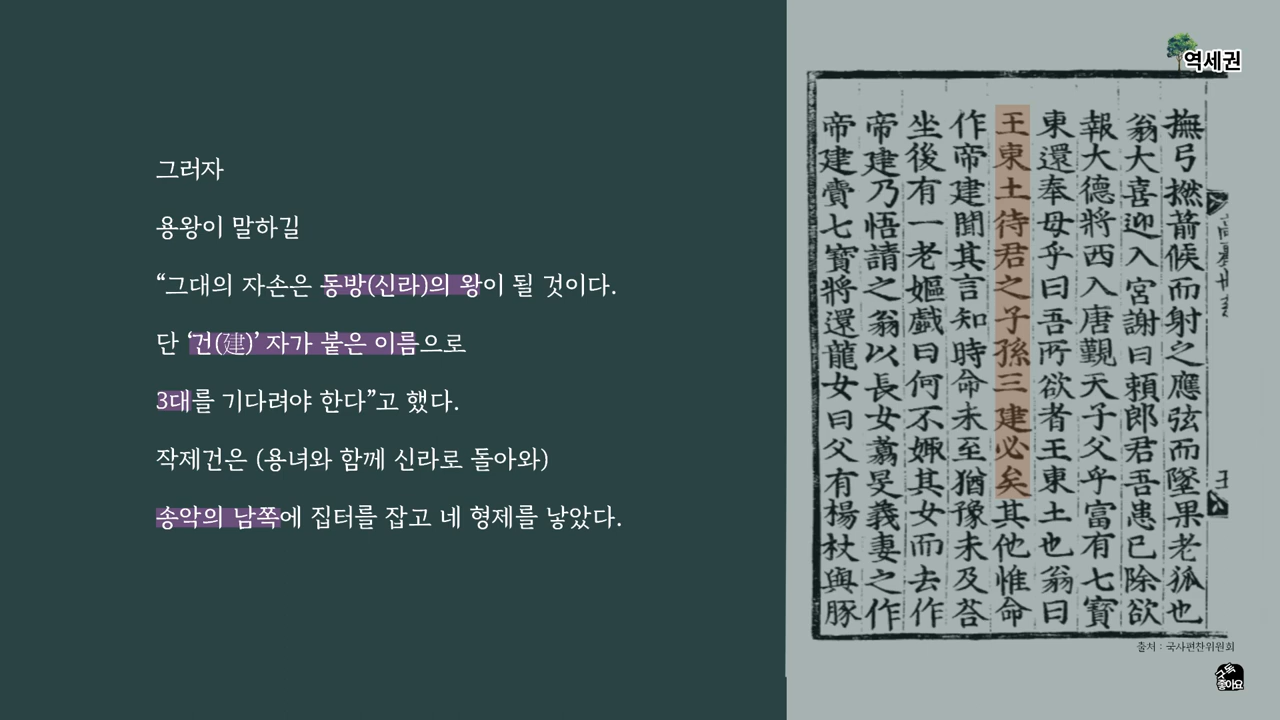 그러자
용왕이 말하길
“그대의 자손은 동방(신라)의 왕이 될 것이다.
단 ‘건(建)’ 자가 붙은 이름으로
3대를 기다려야 한다”고 했다.
작제건은 (용녀와 함께 신라로 돌아와)
송악의 남쪽에 집터를 잡고 네 형제를 낳았다.
역세권
撫弓撚箭候而射之應弦而墜果老狐也
翁大喜迎入宮謝曰賴郎君吾患已除欲
報大德將西入唐覲天子父乎富有七寶
東還奉母乎曰吾所欲者王東土也翁曰
王東土待君之子孫三建必矣其他惟命
作帝建聞其言知時命未至猶豫未及荅
坐後有一老嫗戱曰何不娵其女而去作
帝建乃悟請之翁以長女翥旻義妻之作
帝建賫七寶將還龍女曰父有楊杖與豚
출처 : 국사편찬위원회
좋아요